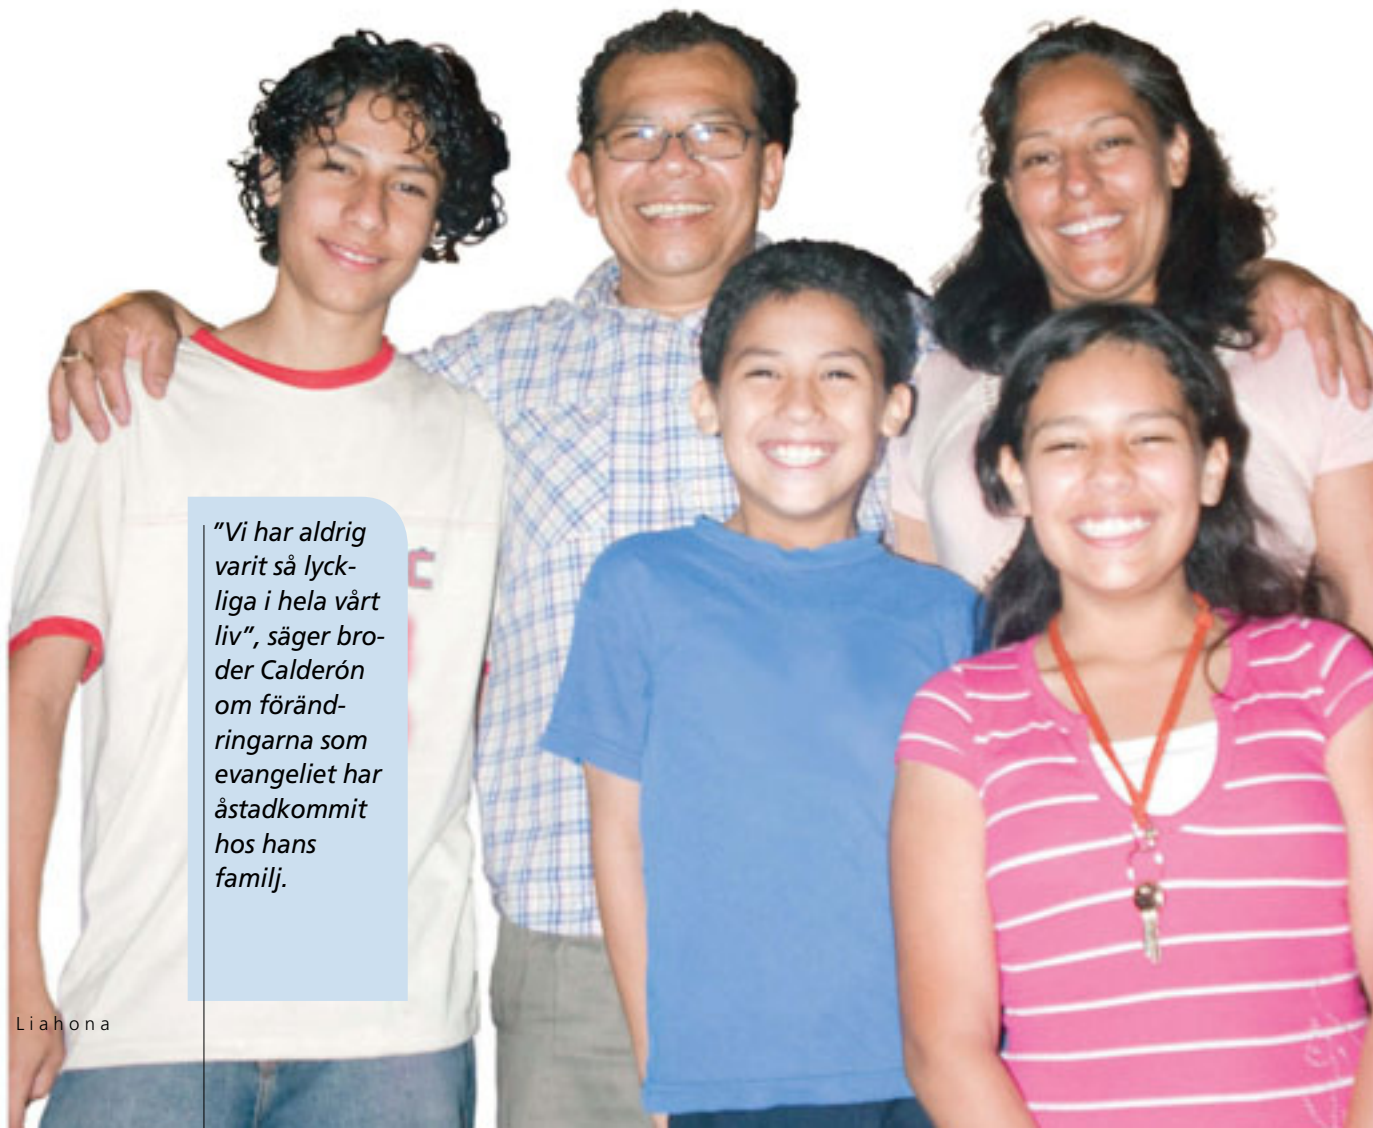 ”Vi har aldrig
varit så lyck-
liga i hela vårt
liv”, säger bro-
der Calderón
om föränd-
ringarna som
evangeliet har
åstadkommit
hos hans
familj.
Liahona